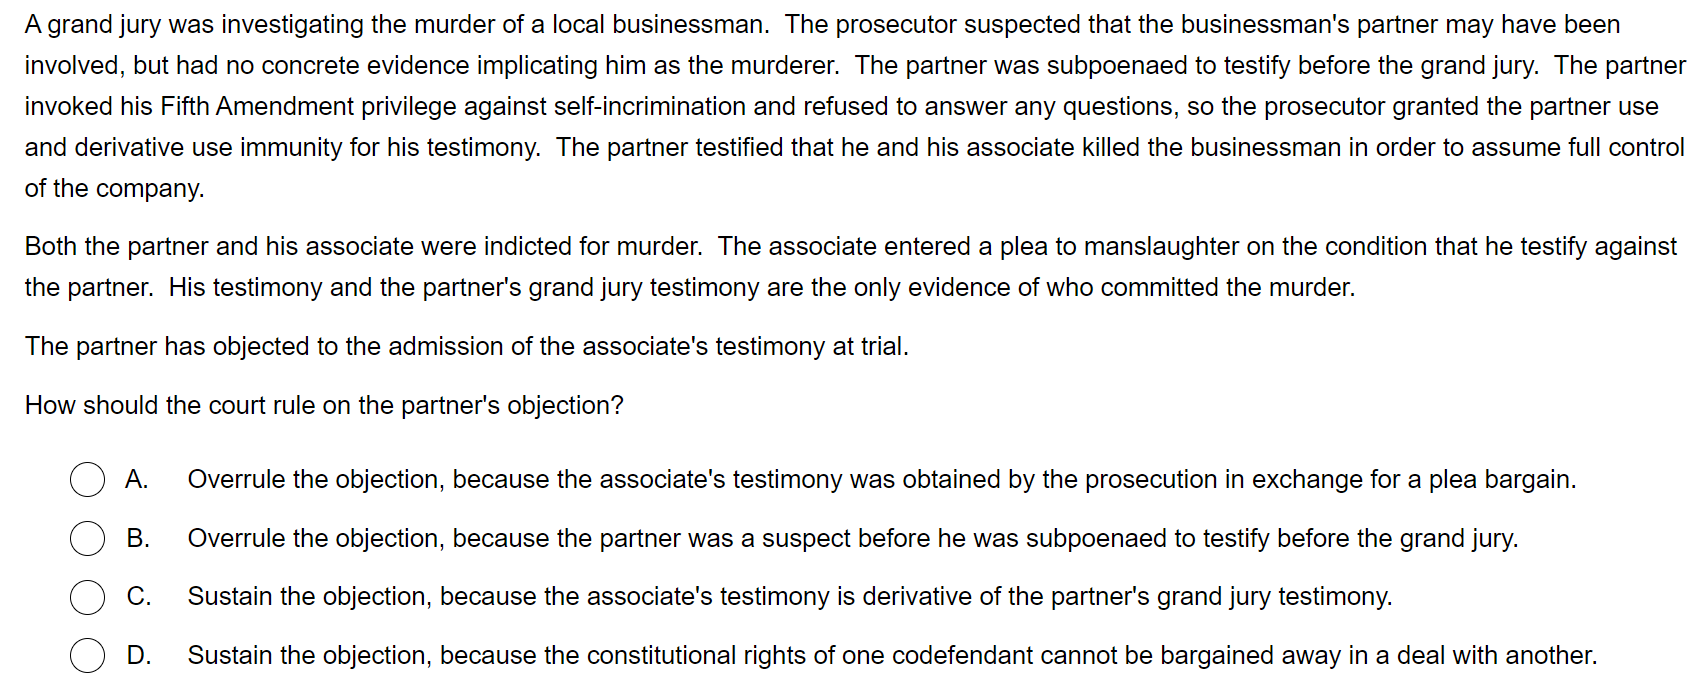 A grand jury was investigating the murder of a local businessman.  The prosecutor suspected that the businessman's partner may have been
involved, but had no concrete evidence implicating him as the murderer.  The partner was subpoenaed to testify before the grand jury.  The partner
invoked his Fifth Amendment privilege against self-incrimination and refused to answer any questions, so the prosecutor granted the partner use
and derivative use immunity for his testimony.  The partner testified that he and his associate killed the businessman in order to assume full control
of the company.
Both the partner and his associate were indicted for murder.  The associate entered a plea to manslaughter on the condition that he testify against
the partner.  His testimony and the partner's grand jury testimony are the only evidence of who committed the murder.
The partner has objected to the admission of the associate's testimony at trial.
How should the court rule on the partner's objection?
A. Overrule the objection, because the associate's testimony was obtained by the prosecution in exchange for a plea bargain.
B. Overrule the objection, because the partner was a suspect before he was subpoenaed to testify before the grand jury.
C. Sustain the objection, because the associate's testimony is derivative of the partner's grand jury testimony.
D. Sustain the objection, because the constitutional rights of one codefendant cannot be bargained away in a deal with another.